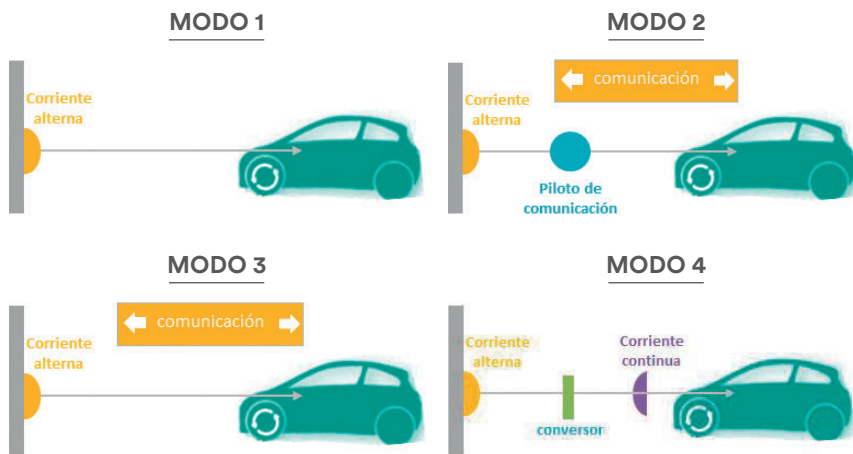 MODO 1
Corriente
alterna
MODO 2
comunicación
Corriente
alterna
Piloto de
comunicación
MODO 3
comunicación
Corriente
alterna
MODO 4
Corriente
alterna
Corriente
continua
conversor